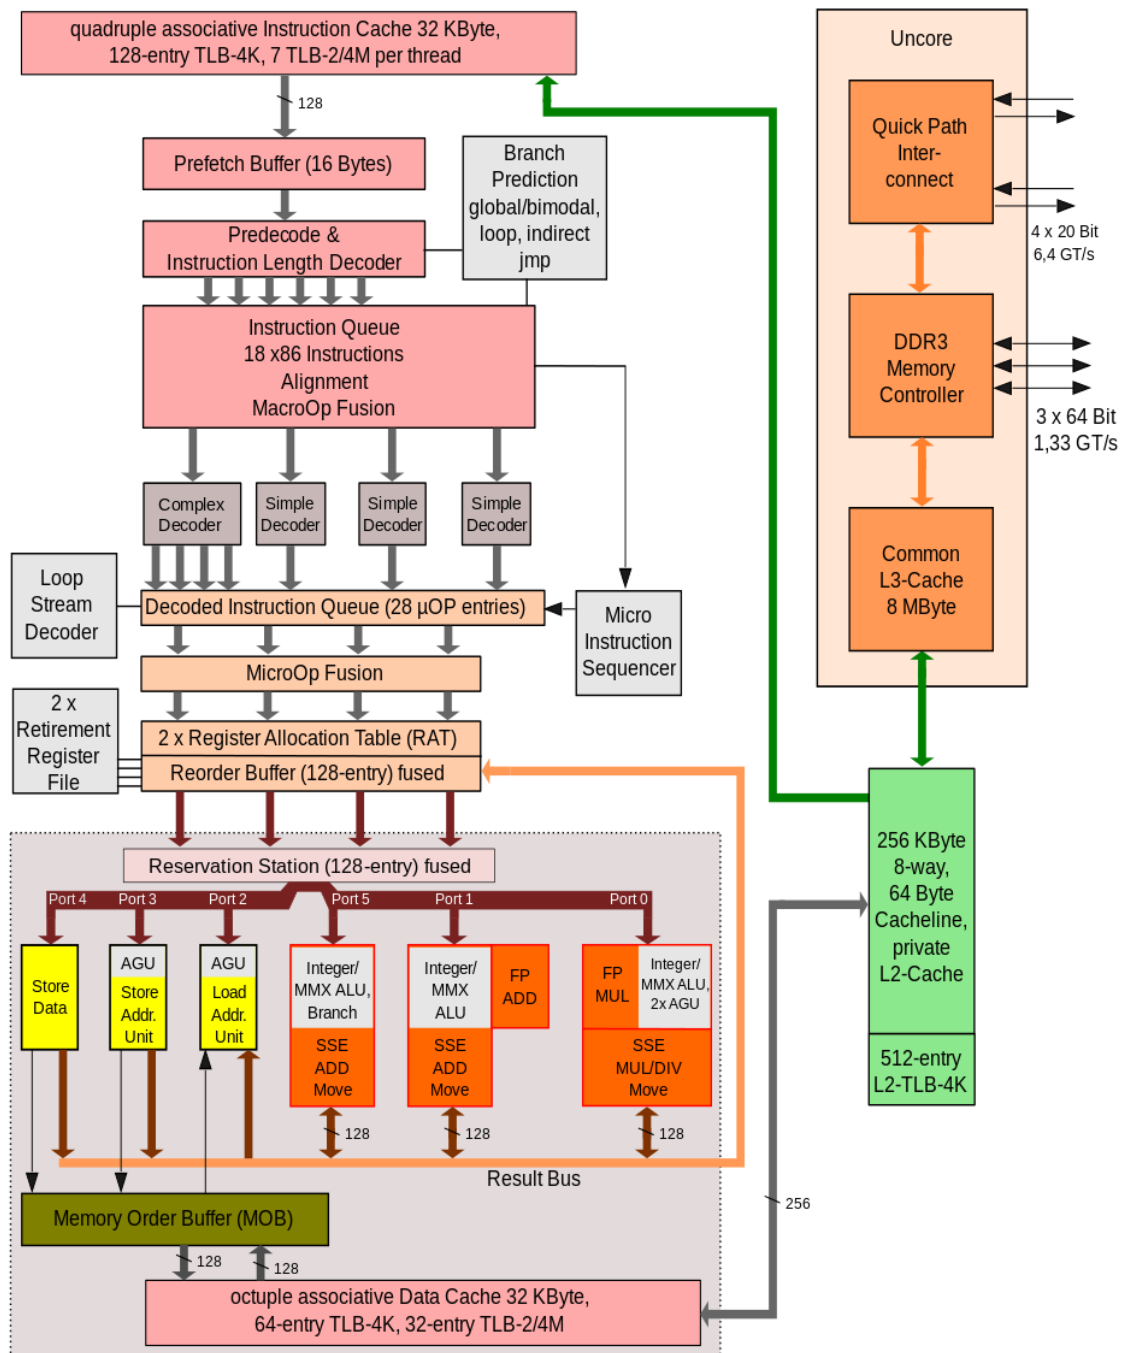 quadruple associative Instruction Cache 32 KByte,
128-entry TLB-4K, 7 TLB-2/4M per thread
128
Prefetch Buffer (16 Bytes)
Predecode &
Instruction Length Decoder
Branch
Prediction
global/bimodal,
loop, indirect
jmp
Instruction Queue
18 x86 Instructions
Alignment
MacroOp Fusion
Complex
Decoder
Simple
Decoder
Simple
Decoder
Simple
Decoder
Loop
Stream
Decoder
Decoded Instruction Queue (28 µOP entries)
Micro
Instruction
Sequencer
MicroOp Fusion
2 x
Retirement
Register
File
2 x Register Allocation Table (RAT)
Reorder Buffer (128-entry) fused
Reservation Station (128-entry) fused
Port 4
Port 3
Port 2
Port 5
Port 1
Port 0
Store
Data
AGU
Store
Addr.
Unit
AGU
Load
Addr.
Unit
Integer/
MMX ALU,
Branch
SSE
ADD
Move
Integer/
MMX
ALU
FP
ADD
SSE
ADD
Move
FP
MUL
Integer/
MMX ALU,
2x AGU
SSE
MUL/DIV
Move
128
128
128
Result Bus
Memory Order Buffer (MOB)
128
128
octuple associative Data Cache 32 KByte,
64-entry TLB-4K, 32-entry TLB-2/4M
256
Uncore
Quick Path
Inter-
connect
4 x 20 Bit
6,4 GT/s
DDR3
Memory
Controller
3 x 64 Bit
1,33 GT/s
Common
L3-Cache
8 MByte
256 KByte
8-way,
64 Byte
Cacheline,
private
L2-Cache
512-entry
L2-TLB-4K